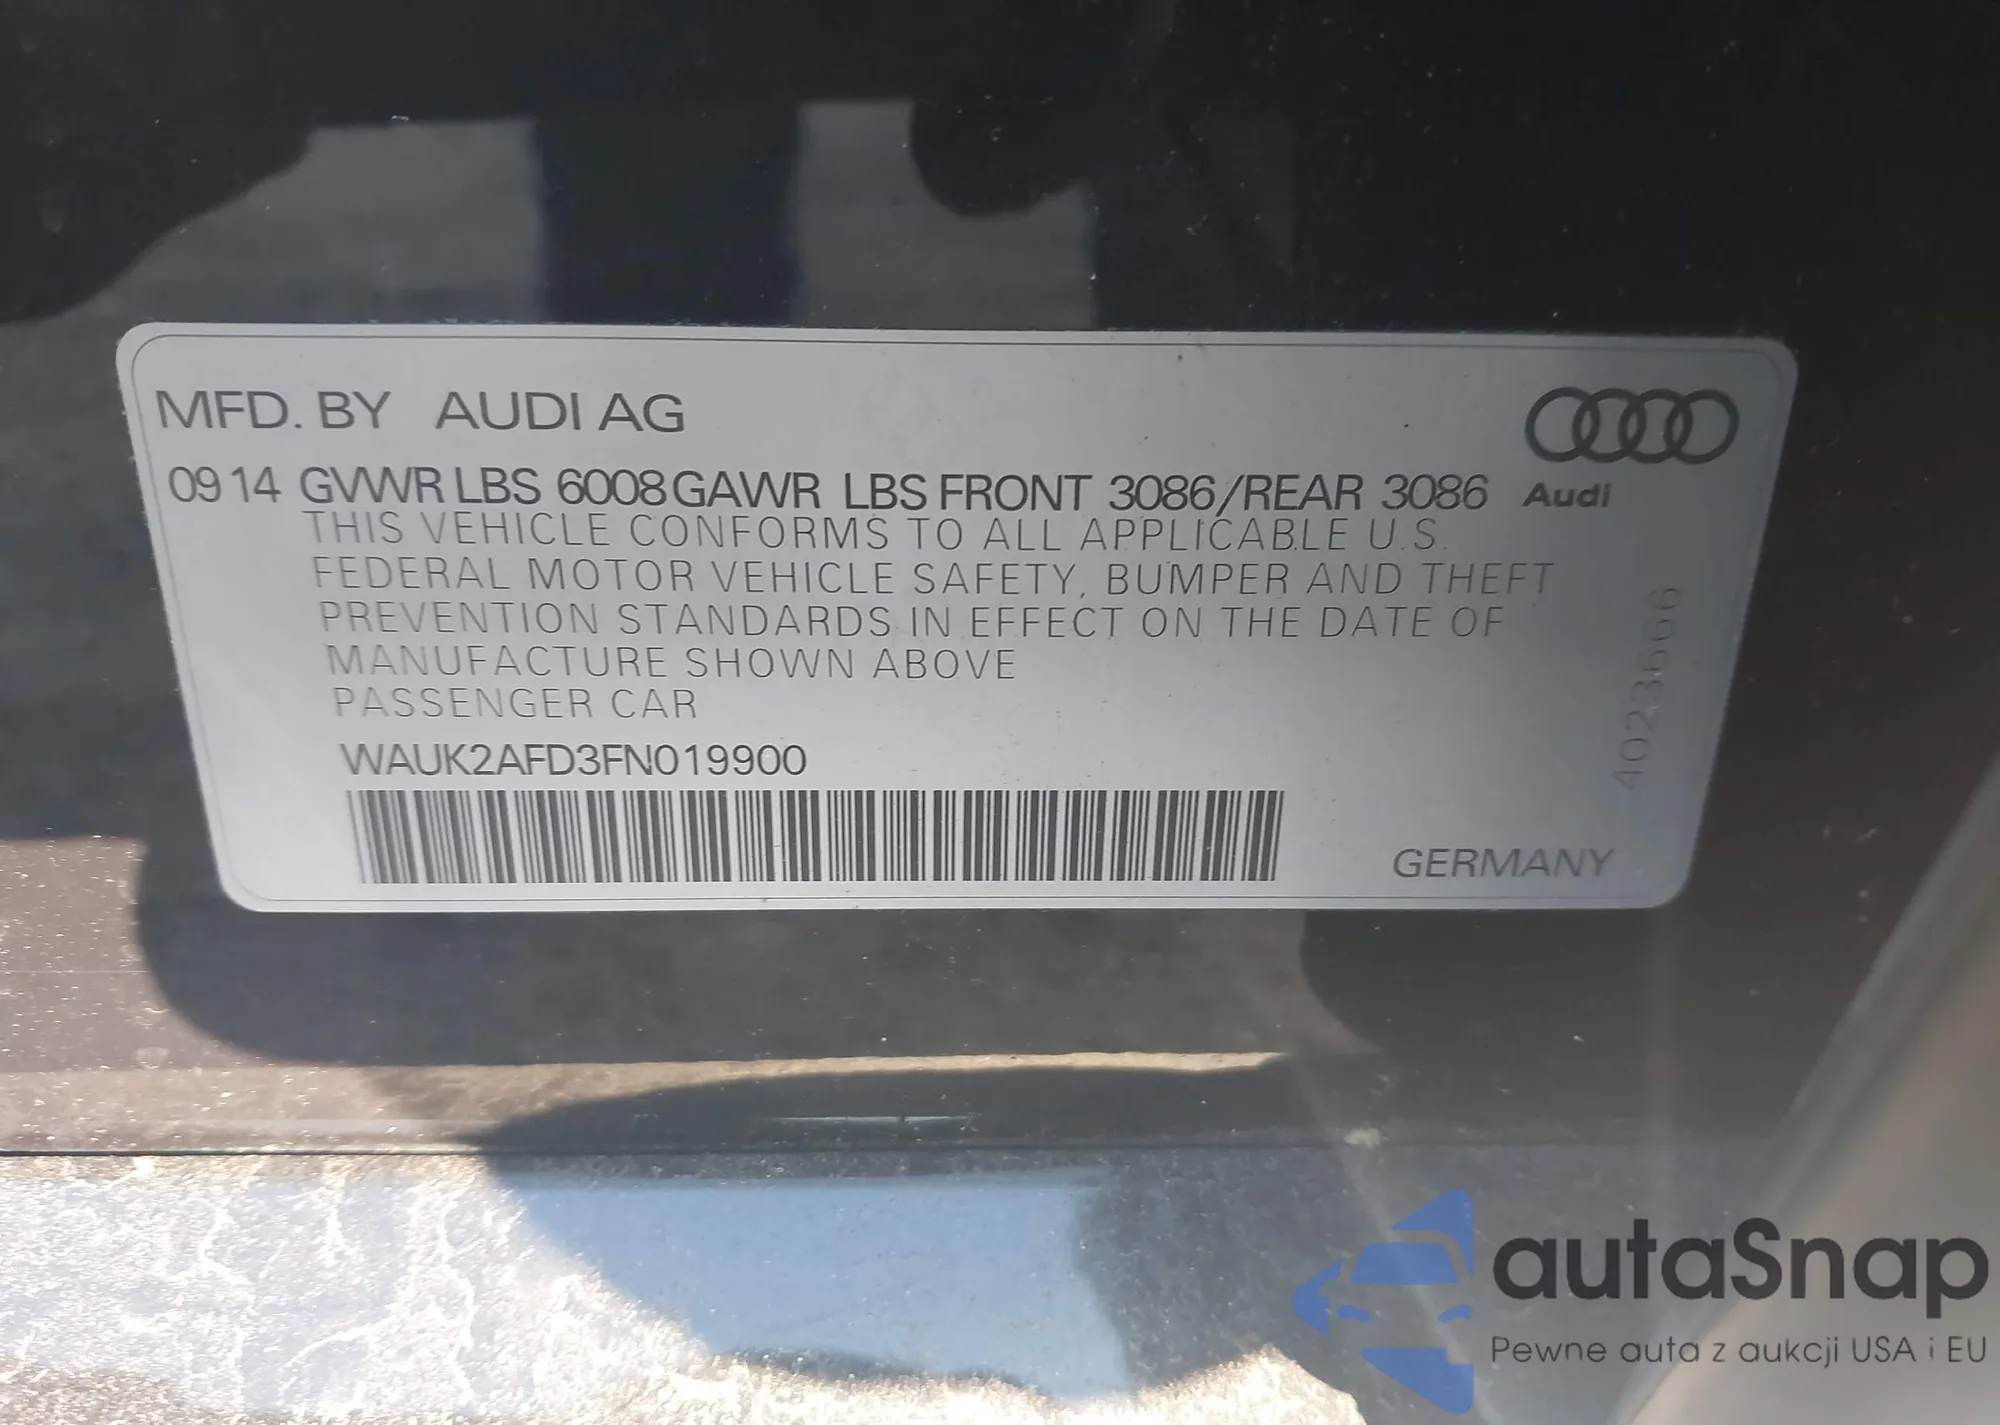 MFD. BY AUDI AG
09 14 GVWR LBS 6008 GAWR LBS FRONT 3086/REAR 3086
Audi
THIS VEHICLE CONFORMS TO ALL APPLICABLE U.S.
FEDERAL MOTOR VEHICLE SAFETY, BUMPER AND THEFT
PREVENTION STANDARDS IN EFFECT ON THE DATE OF
MANUFACTURE SHOWN ABOVE
PASSENGER CAR
WAUK2AFD3FN019900
GERMANY
4023666
autaSnap
Pewne auta z aukcji USA i EU